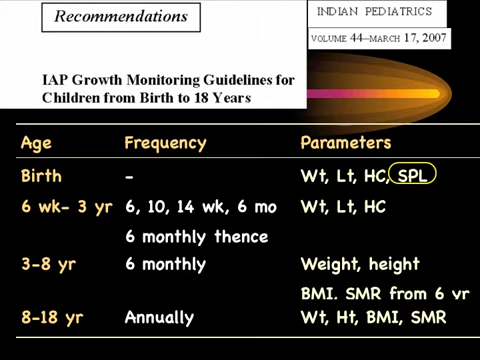 Recommendations
INDIAN PEDIATRICS
VOLUME 44–MARCH 17, 2007
IAP Growth Monitoring Guidelines for
Children from Birth to 18 Years
Age Frequency Parameters
Birth - Wt, Lt, HC, SPL
6 wk- 3 yr 6, 10, 14 wk, 6 mo Wt, Lt, HC
6 monthly thence
3-8 yr 6 monthly Weight, height
BMI. SMR from 6 yr
8-18 yr Annually Wt, Ht, BMI, SMR